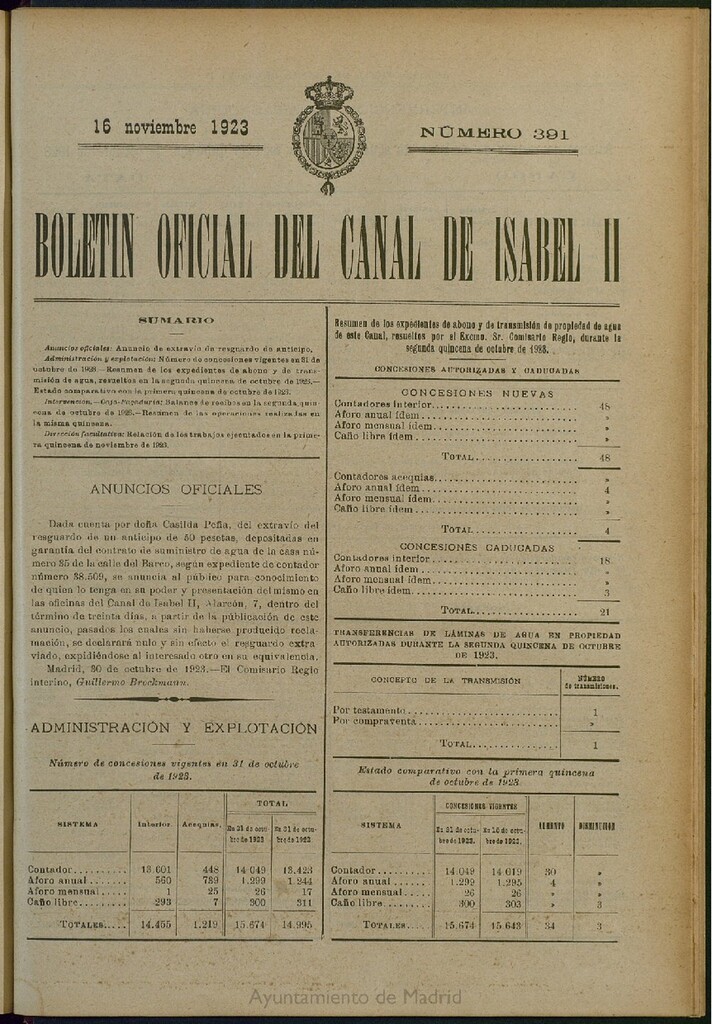 16 noviembre 1923
NÚMERO 391
BOLETIN OFICIAL DEL CANAL DE ISABEL II
SUMARIO
Anuncios oficiales: Anuncio de extravío de resguardo de anticipo.
Administración y explotación: Número de concesiones vigentes en 31 de
octubre de 1923.—Resumen de los expedientes de abono y de trans-
misión de agua, resueltos en la segunda quincena de octubre de 1923.—
Estado comparativo con la primera quincena de octubre de 1923.
Intervención.—Caja-Pagaduría: Balance de recibos en la segunda quin-
cena de octubre de 1923.—Resumen de las operaciones realizadas en
la misma quincena.
Dirección facultativa: Relación de los trabajos ejecutados en la prime-
ra quincena de noviembre de 1923.
ANUNCIOS OFICIALES
Dada cuenta por doña Casilda Peña, del extravío del
resguardo de un anticipo de 50 pesetas, depositadas en
garantía del contrato de suministro de agua de la casa nú-
mero 35 de la calle del Barco, según expediente de contador
número 38.509, se anuncia al público para conocimiento
de quien lo tenga en su poder y presentación del mismo en
las oficinas del Canal de Isabel II, Alarcón, 7, dentro del
término de treinta días, a partir de la publicación de este
anuncio, pasados los cuales sin haberse producido recla-
mación, se declarará nulo y sin efecto el resguardo extra
viado, expidiéndose al interesado otro en su equivalencia.
Madrid, 30 de octubre de 1923.—El Comisario Regio
interino, Guillermo Brockmann.
ADMINISTRACIÓN Y EXPLOTACIÓN
Número de concesiones vigentes en 31 de octubre
de 1923.
SISTEMA Interior. Acequias. TOTAL
En 31 de octu- En 31 de octu-
bre de 1923 bre de 1922
Contador.......... 13.601 448 14 049 13.423
Aforo anual....... 560 739 1.299 1.244
Aforo mensual..... 1 25 26 17
Caño libre........ 293 7 300 311
TOTALES..... 14.455 1.219 15.674 14.995
Resumen de los expedientes de abono y de transmisión de propiedad de agua
de este Canal, resueltos por el Excmo. Sr. Comisario Regio, durante la
segunda quincena de octubre de 1923.
CONCESIONES AUTORIZADAS Y CADUCADAS
CONCESIONES NUEVAS
Contadores interior.......... 48
Aforo anual ídem.......... »
Aforo mensual ídem.......... »
Caño libre ídem.......... »
TOTAL.......... 48
Contadores acequias.......... »
Aforo anual ídem.......... 4
Aforo mensual ídem.......... »
Caño libre ídem.......... »
TOTAL.......... 4
CONCESIONES CADUCADAS
Contadores interior.......... 18
Aforo anual ídem.......... »
Aforo mensual ídem.......... »
Caño libre ídem.......... 3
TOTAL.......... 21
TRANSFERENCIAS DE LÁMINAS DE AGUA EN PROPIEDAD
AUTORIZADAS DURANTE LA SEGUNDA QUINCENA DE OCTUBRE
DE 1923.
CONCEPTO DE LA TRANSMISIÓN NÚMERO
de transmisiones.
Por testamento.......... 1
Por compraventa.......... »
TOTAL.......... 1
Estado comparativo con la primera quincena
de octubre de 1923.
SISTEMA CONCESIONES VIGENTES AUMENTO DISMINUCIÓN
En 31 de octu- En 16 de octu-
bre de 1923. bre de 1923.
Contador.......... 14.049 14 019 30 »
Aforo anual...... 1.299 1.295 4 »
Aforo mensual..... 26 26 » »
Caño libre........ 300 303 » 3
TOTALES.... 15,674 15 643 34 3
Ayuntamiento de Madrid